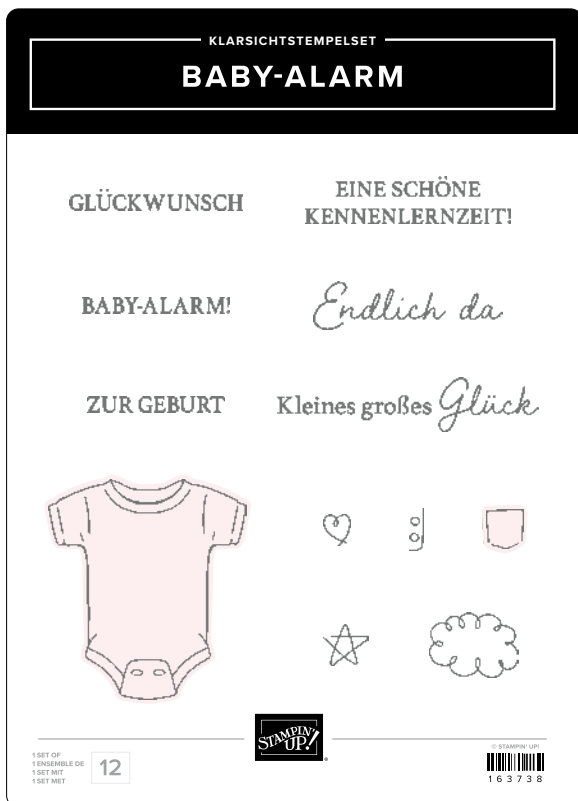 KLARSICHTSTEMPELSET
BABY-ALARM
GLÜCKWUNSCH
EINE SCHÖNE
KENNENLERNZEIT!
BABY-ALARM!
Endlich da
ZUR GEBURT
Kleines großes Glück
STAMPIN' UP!®
1 SET OF
1 ENSEMBLE DE
1 SET MIT
1 SET MET
12
© STAMPIN' UP!
163738